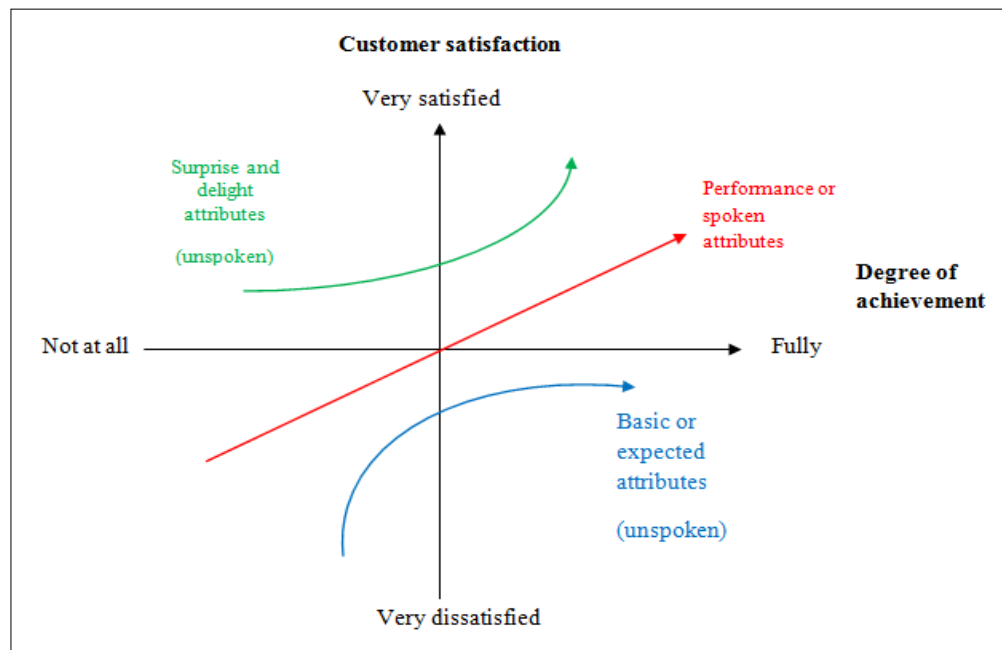 Customer satisfaction
Very satisfied
Surprise and
delight
attributes
(unspoken)
Performance or
spoken
attributes
Degree of
achievement
Not at all
Fully
Basic or
expected
attributes
(unspoken)
Very dissatisfied